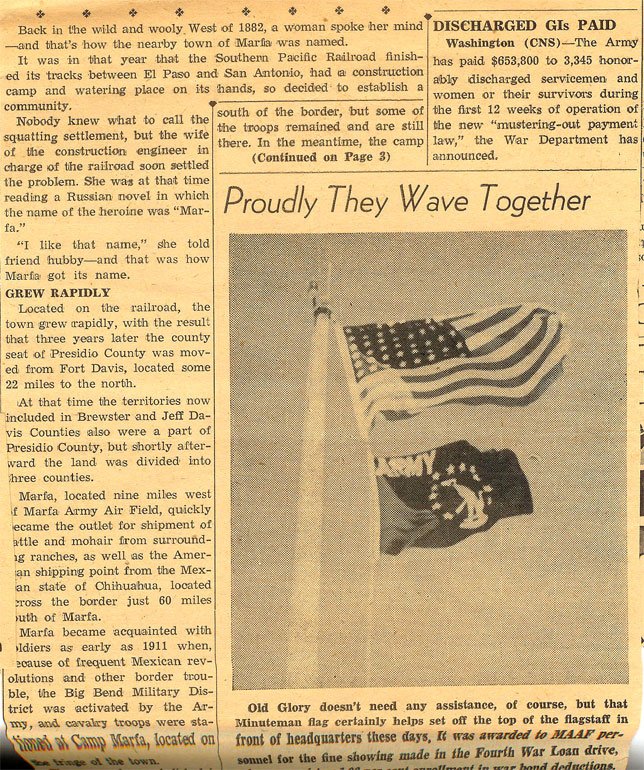 Back in the wild and wooly West of 1882, a woman spoke her mind
—and that's how the nearby town of Marfa was named.
It was in that year that the Southern Pacific Railroad finish-
ed its tracks between El Paso and San Antonio, had a construction
camp and watering place on its hands, so decided to establish a
community.
Nobody knew what to call the
squatting settlement, but the wife
of the construction engineer in
charge of the railroad soon settled
the problem. She was at that time
reading a Russian novel in which
the name of the heroine was "Mar-
fa."
"I like that name," she told
friend hubby—and that was how
Marfa got its name.
GREW RAPIDLY
Located on the railroad, the
town grew rapidly, with the result
that three years later the county
seat of Presidio County was mov-
ed from Fort Davis, located some
22 miles to the north.
At that time the territories now
included in Brewster and Jeff Da-
vis Counties also were a part of
Presidio County, but shortly after-
ward the land was divided into
three counties.
Marfa, located nine miles west
f Marfa Army Air Field, quickly
ecame the outlet for shipment of
attle and mohair from surround-
ng ranches, as well as the Amer-
an shipping point from the Mex-
an state of Chihuahua, located
cross the border just 60 miles
outh of Marfa.
Marfa became acquainted with
oldiers as early as 1911 when,
ecause of frequent Mexican rev-
olutions and other border trou-
ble, the Big Bend Military Dis-
trict was activated by the Ar-
my, and cavalry troops were sta-
tioned at Camp Marfa, located on
the fringe of the town.
south of the border, but some of
the troops remained and are still
there. In the meantime, the camp
(Continued on Page 3)
DISCHARGED GIs PAID
Washington (CNS)—The Army
has paid $653,800 to 3,345 honor-
ably discharged servicemen and
women or their survivors during
the first 12 weeks of operation of
the new "mustering-out payment
law," the War Department has
announced.
Proudly They Wave Together
ARMY
Old Glory doesn't need any assistance, of course, but that
Minuteman flag certainly helps set off the top of the flagstaff in
front of headquarters these days. It was awarded to MAAF per-
sonnel for the fine showing made in the Fourth War Loan drive,
per cent enrollment in war bond deductions.